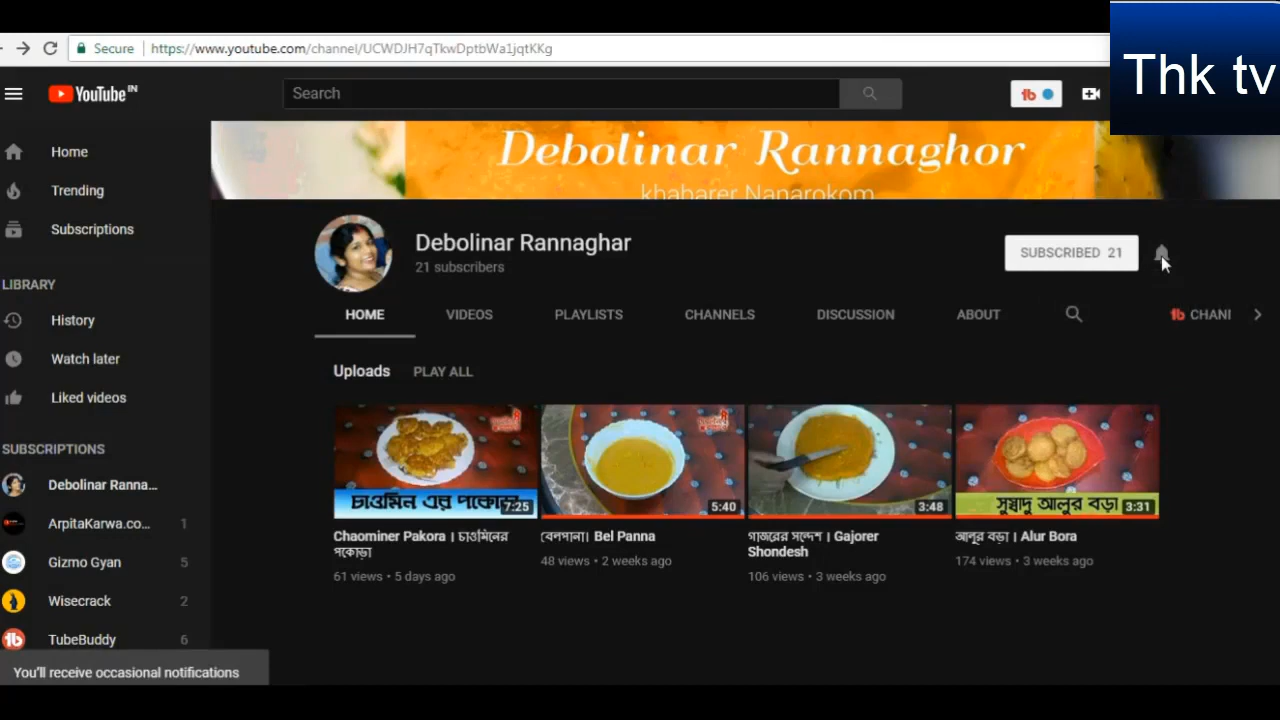 Secure https://www.youtube.com/channel/UCWDJH7qTkwDptbWa1jqtKKg
Thk tv
YouTube IN
Search
Home
Trending
Subscriptions
LIBRARY
History
Watch later
Liked videos
SUBSCRIPTIONS
Debolinar Ranna...
ArpitaKarwa.co... 1
Gizmo Gyan 5
Wisecrack 2
TubeBuddy 6
You'll receive occasional notifications
Debolinar Rannaghor
khabarer Nanarokom
Debolinar Rannaghar
21 subscribers
SUBSCRIBED 21
HOME VIDEOS PLAYLISTS CHANNELS DISCUSSION ABOUT tb CHANI
Uploads PLAY ALL
চাওমিন এর পকোড়া 7:25
Chaominer Pakora । চাওমিনের
পকোড়া
61 views • 5 days ago
5:40
বেলপানা। Bel Panna
48 views • 2 weeks ago
3:48
গাজরের সন্দেশ । Gajorer
Shondesh
106 views • 3 weeks ago
সুস্বাদু আলুর বড়া 3:31
আলুর বড়া । Alur Bora
174 views • 3 weeks ago